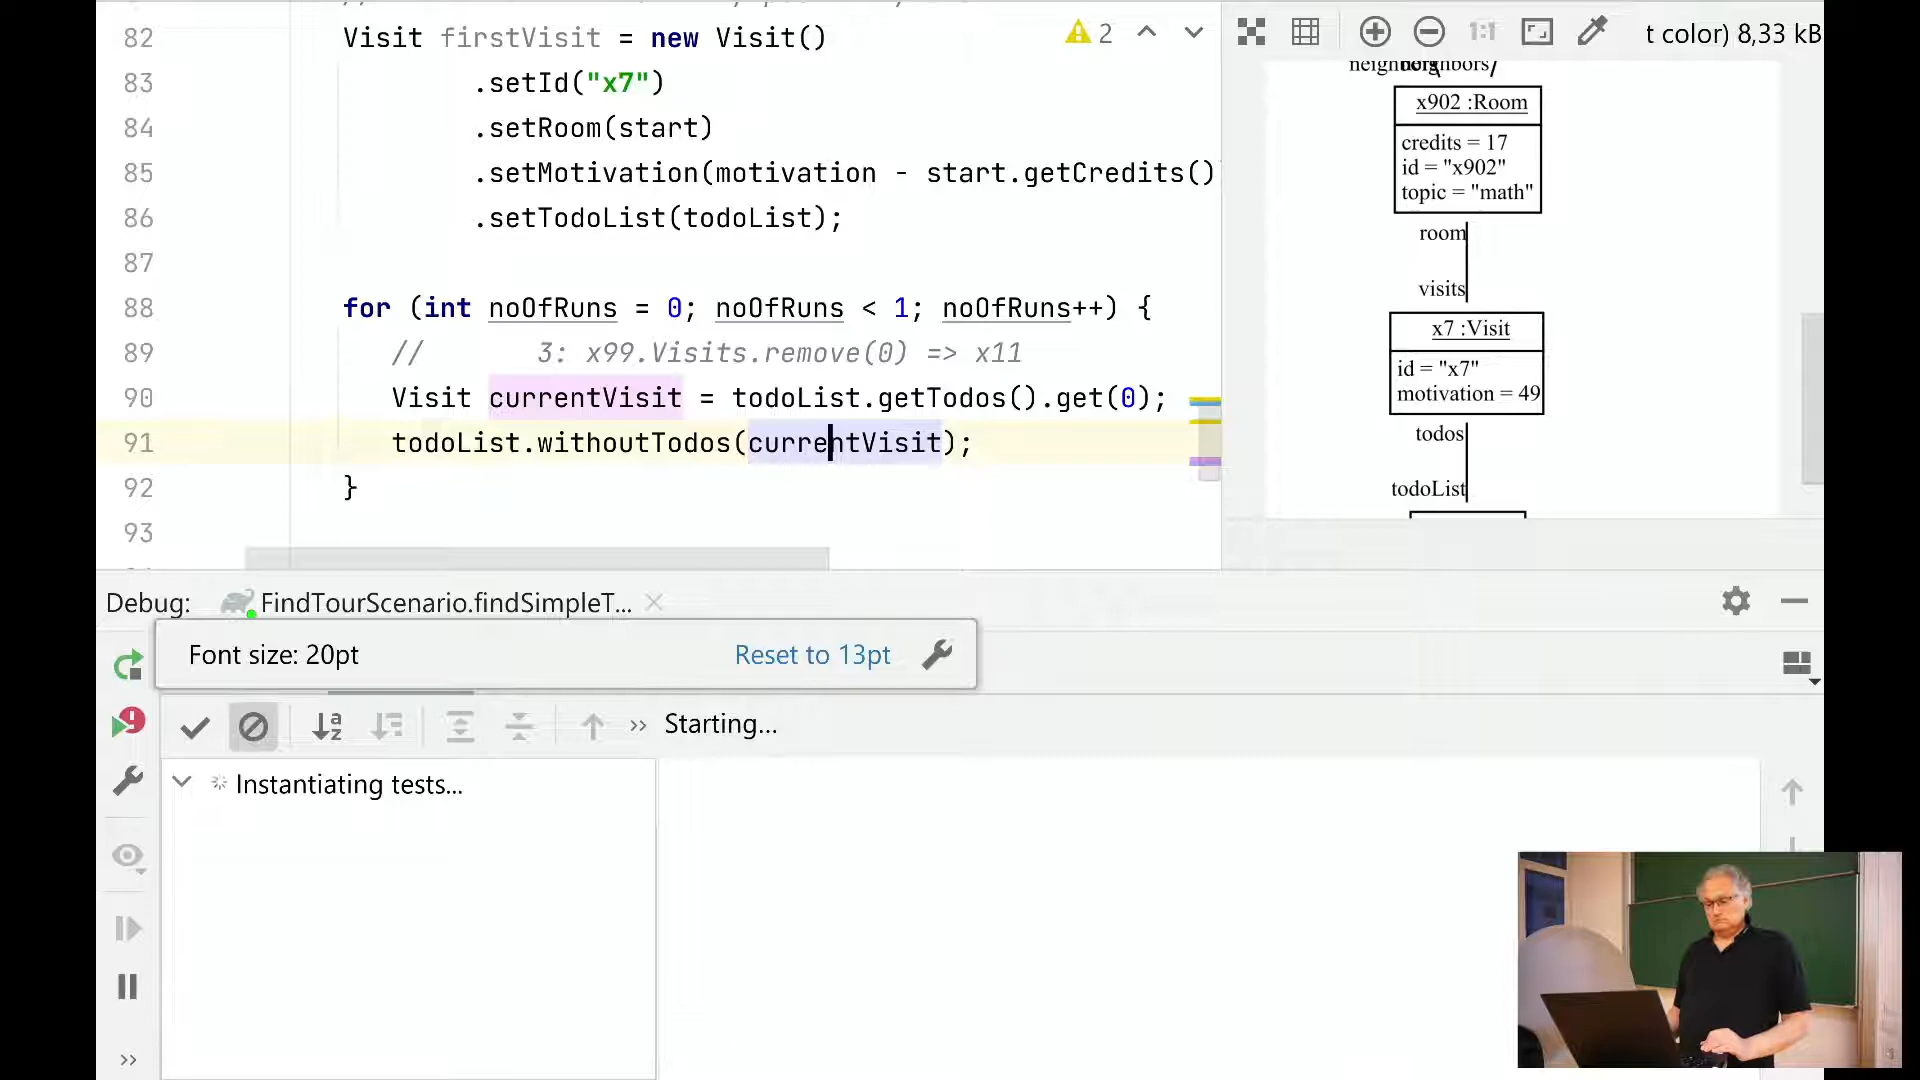 82 Visit firstVisit = new Visit()
83 .setId("x7")
84 .setRoom(start)
85 .setMotivation(motivation - start.getCredits()
86 .setTodoList(todoList);
87
88 for (int noOfRuns = 0; noOfRuns < 1; noOfRuns++) {
89 // 3: x99.Visits.remove(0) => x11
90 Visit currentVisit = todoList.getTodos().get(0);
91 todoList.withoutTodos(currentVisit);
92 }
93
2
1:1
t color) 8,33 kB
neighbors
x902 :Room
credits = 17
id = "x902"
topic = "math"
room
visits
x7 :Visit
id = "x7"
motivation = 49
todos
todoList
Debug: FindTourScenario.findSimpleT...
Font size: 20pt Reset to 13pt
Starting...
Instantiating tests...